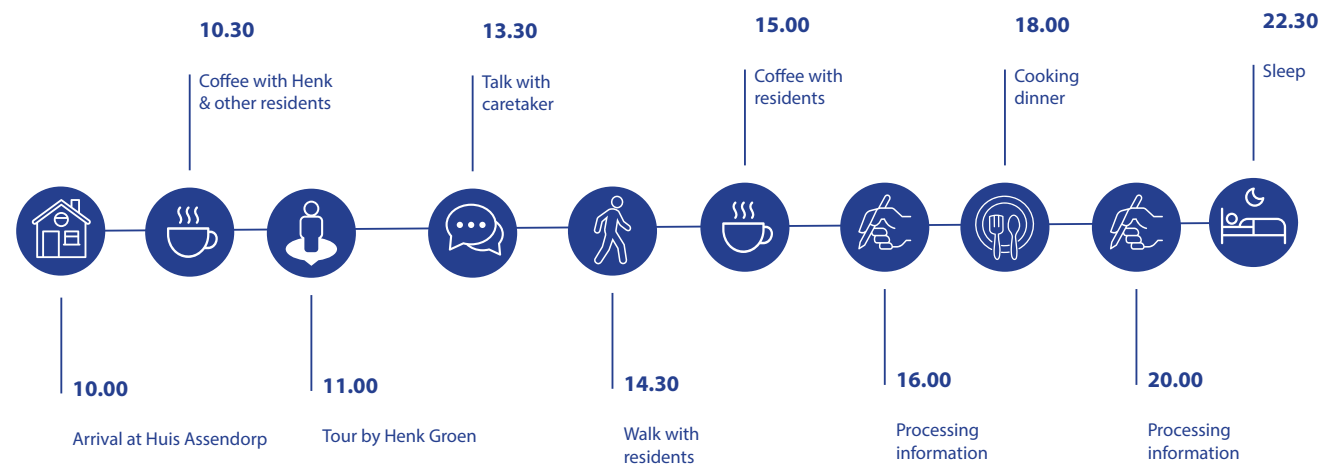 10.30
Coffee with Henk
& other residents
13.30
Talk with
caretaker
15.00
Coffee with
residents
18.00
Cooking
dinner
22.30
Sleep
10.00
Arrival at Huis Assendorp
11.00
Tour by Henk Groen
14.30
Walk with
residents
16.00
Processing
information
20.00
Processing
information